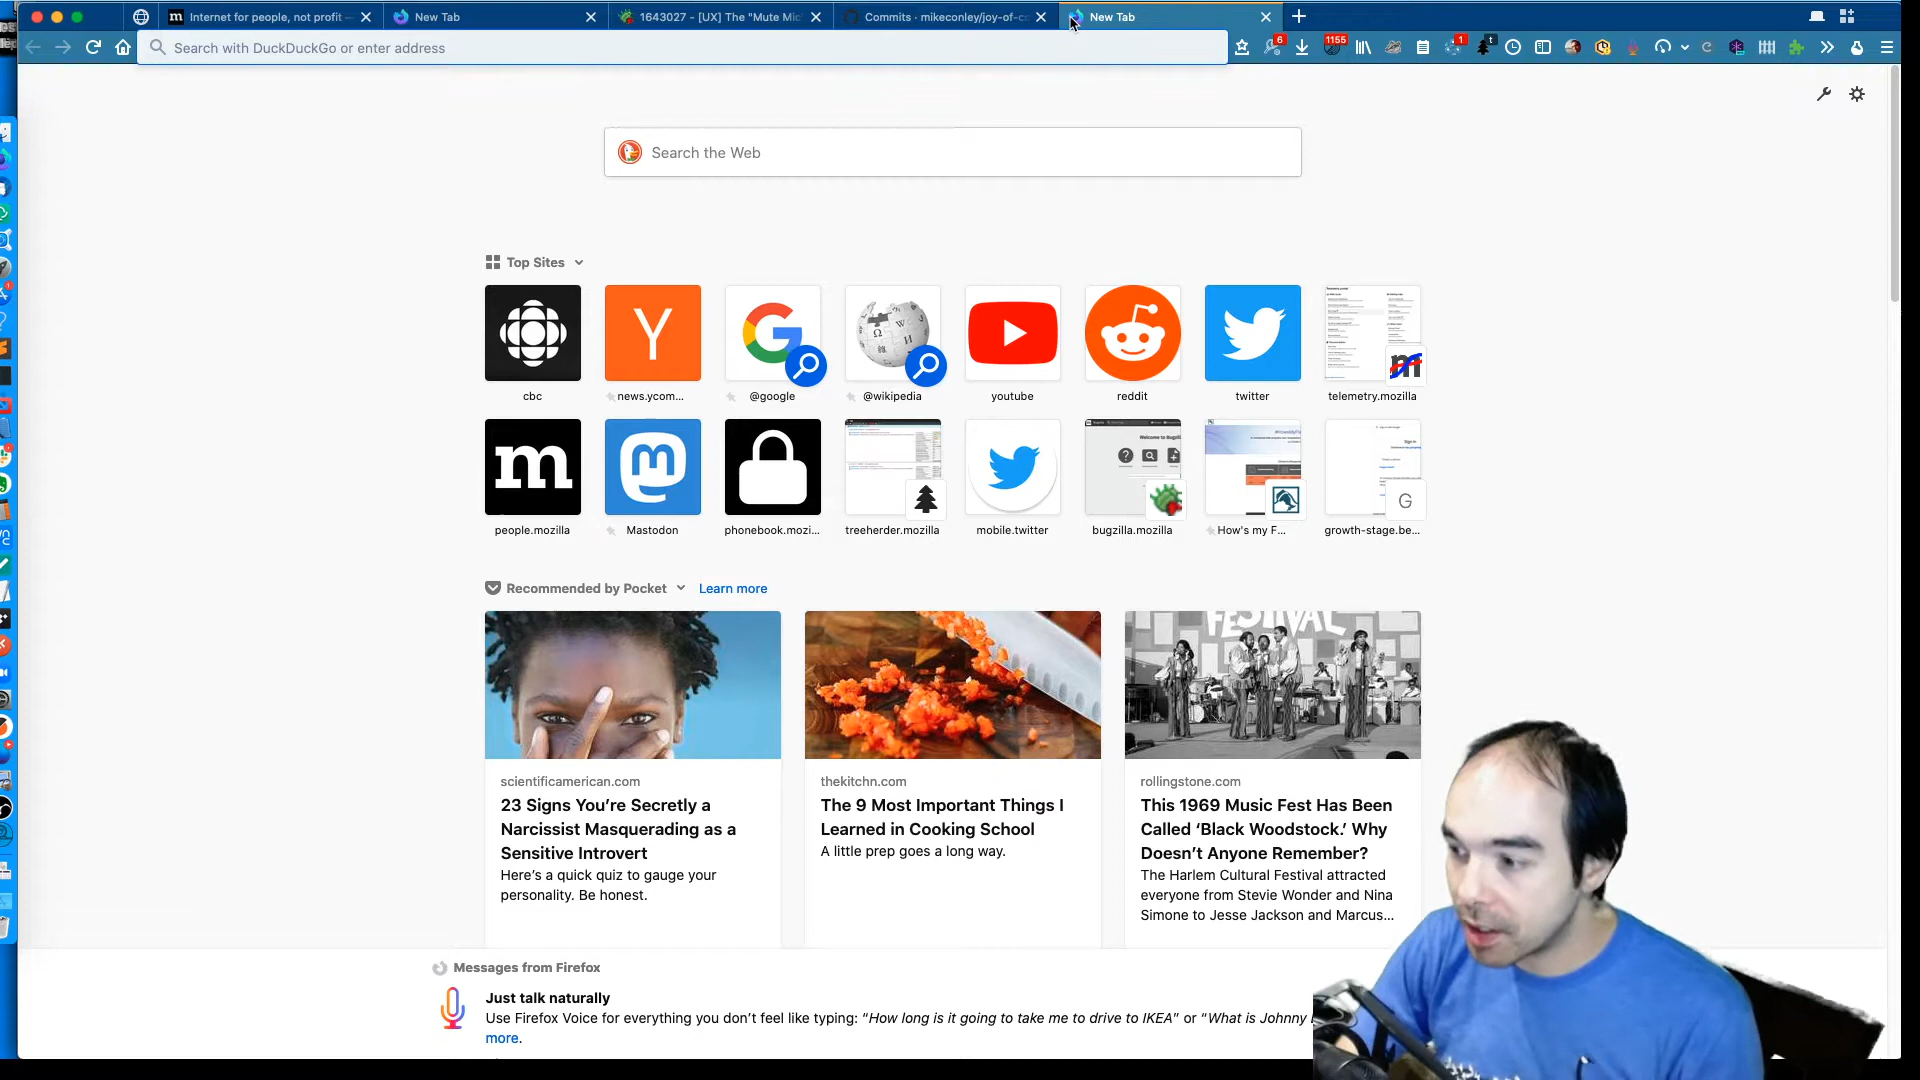 Internet for people, not profit —
New Tab
1643027 - [UX] The "Mute Mic
Commits · mikeconley/joy-of-co
New Tab
Search with DuckDuckGo or enter address
6
1155
1
t
Search the Web
Top Sites
cbc
news.ycom...
@google
@wikipedia
youtube
reddit
twitter
telemetry.mozilla
people.mozilla
Mastodon
phonebook.mozi...
treeherder.mozilla
mobile.twitter
bugzilla.mozilla
How's my F...
growth-stage.be...
Recommended by Pocket
Learn more
FESTIVAL
scientificamerican.com
23 Signs You’re Secretly a
Narcissist Masquerading as a
Sensitive Introvert
Here’s a quick quiz to gauge your
personality. Be honest.
thekitchn.com
The 9 Most Important Things I
Learned in Cooking School
A little prep goes a long way.
rollingstone.com
This 1969 Music Fest Has Been
Called ‘Black Woodstock.’ Why
Doesn’t Anyone Remember?
The Harlem Cultural Festival attracted
everyone from Stevie Wonder and Nina
Simone to Jesse Jackson and Marcus...
Messages from Firefox
Just talk naturally
Use Firefox Voice for everything you don’t feel like typing: “How long is it going to take me to drive to IKEA” or “What is Johnny
more.